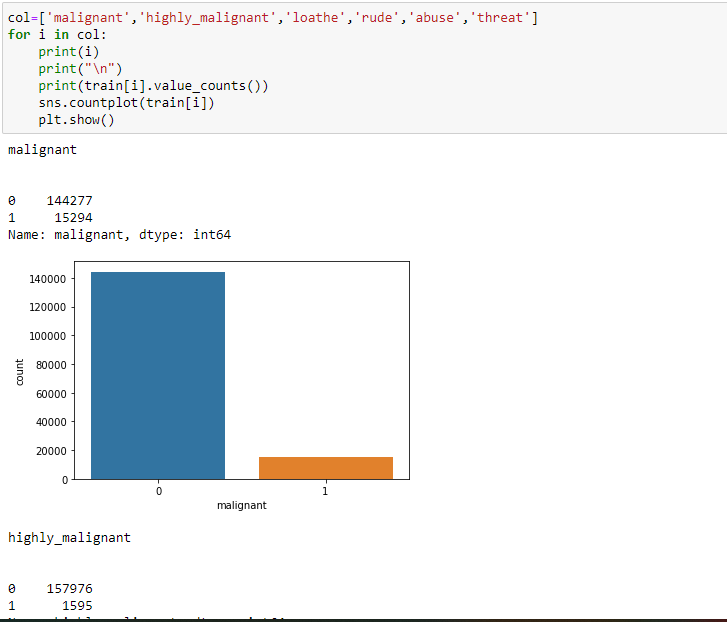 col=['malignant','highly_malignant','loathe','rude','abuse','threat']
for i in col:
    print(i)
    print("\n")
    print(train[i].value_counts())
    sns.countplot(train[i])
    plt.show()
malignant
0    144277
1     15294
Name: malignant, dtype: int64
140000
120000
100000
80000
60000
40000
20000
0
count
0 1
malignant
highly_malignant
0    157976
1      1595